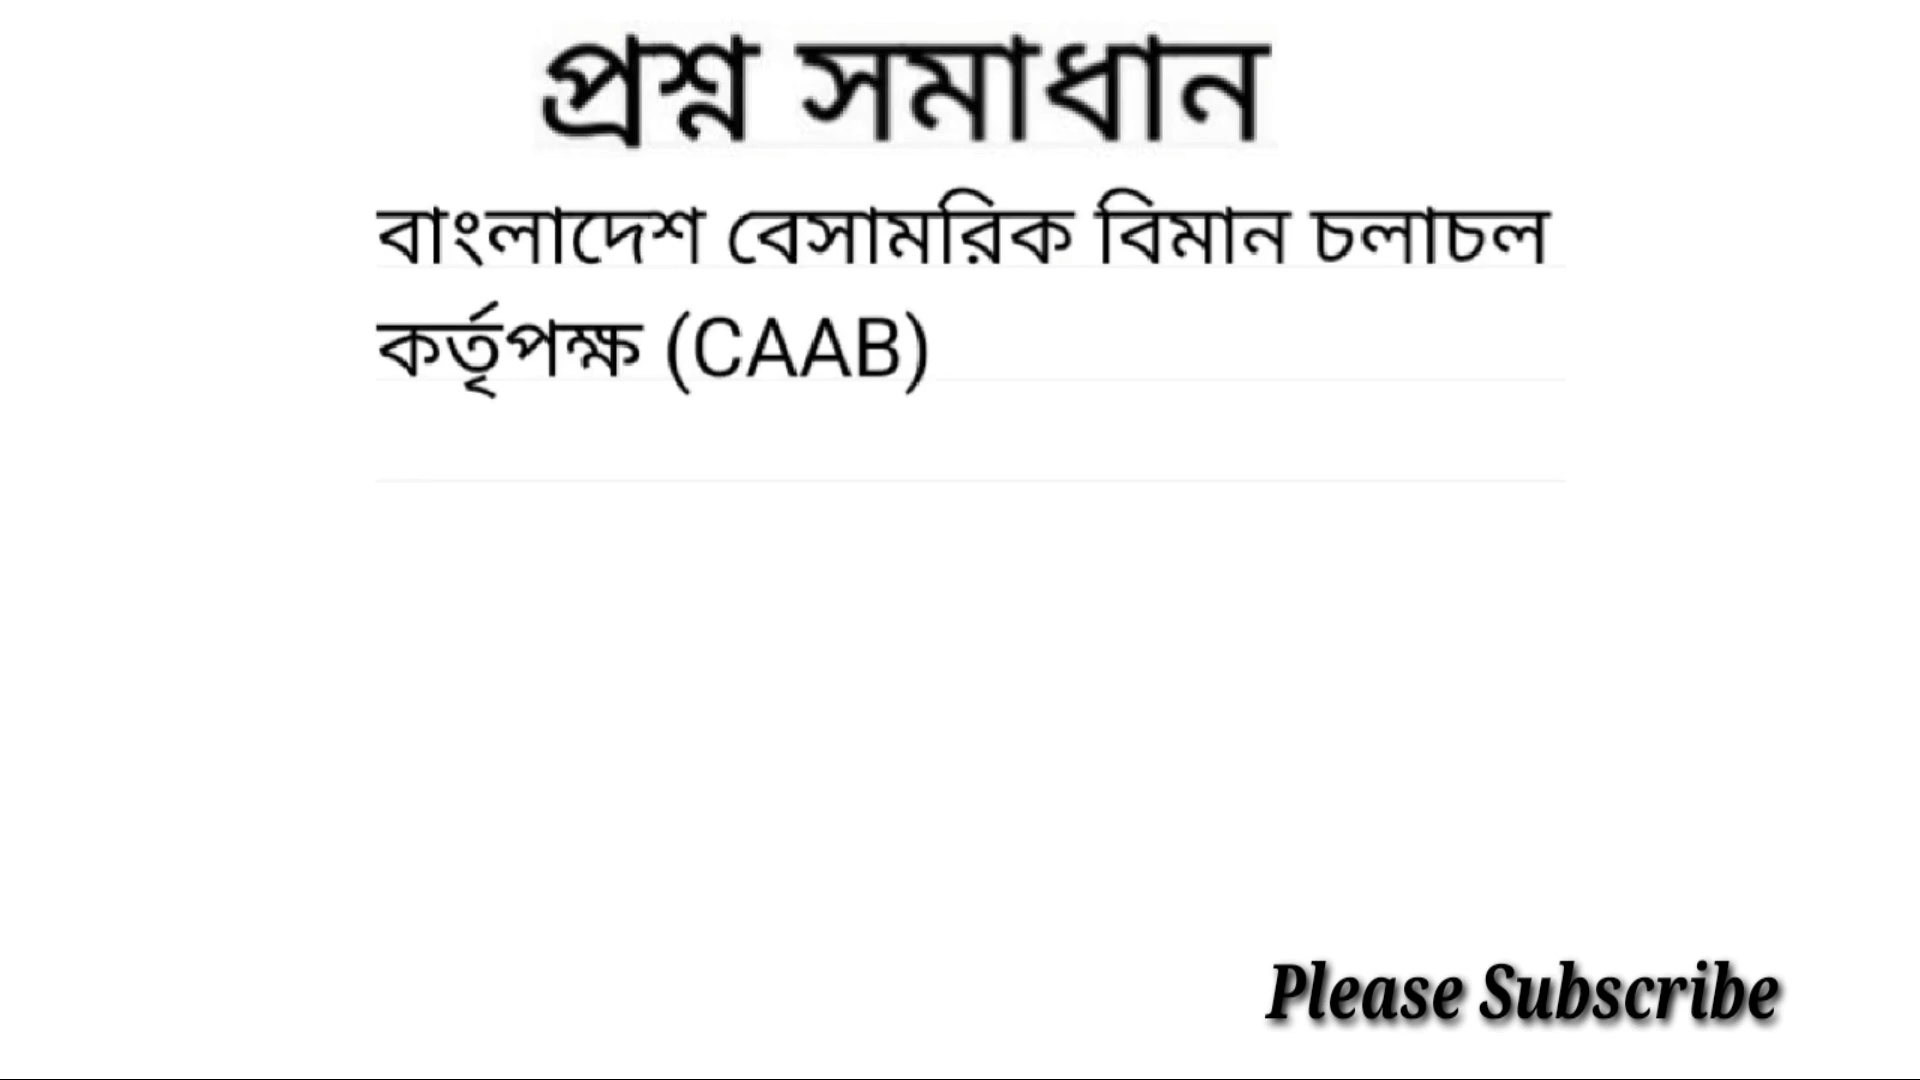 প্রশ্ন সমাধান
বাংলাদেশ বেসামরিক বিমান চলাচল
কর্তৃপক্ষ (CAAB)
Please Subscribe